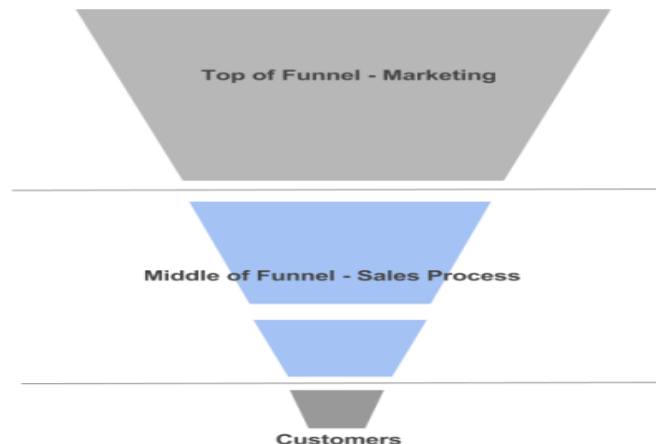 Top of Funnel - Marketing
Middle of Funnel - Sales Process
Customers